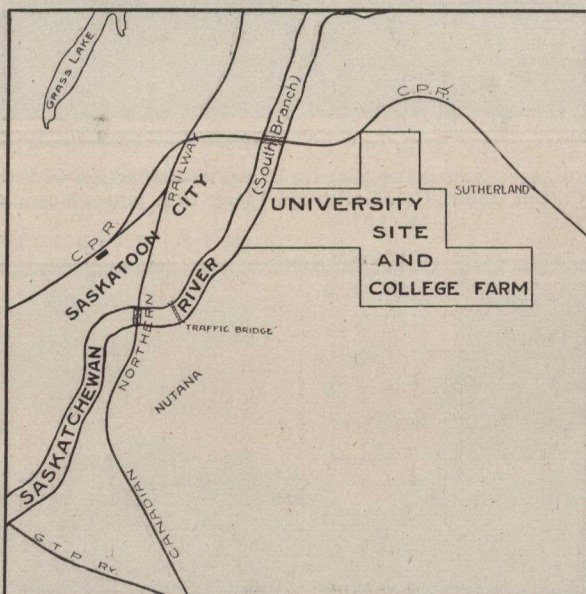 GRASS LAKE
C. P. R.
RAILWAY
(South Branch)
SASKATOON CITY
C. P. R.
SUTHERLAND
UNIVERSITY
SITE
AND
COLLEGE FARM
RIVER
TRAFFIC BRIDGE
NORTHERN
NUTANA
SASKATCHEWAN
CANADIAN
G T P RY.